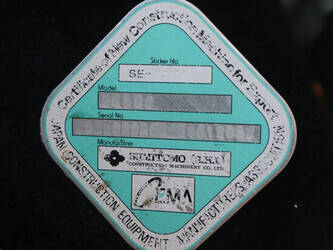 Certificate of New Construction Machine for Export
Sticker No.
SE-
Model
Serial No.
Manufacturer
SUMITOMO (S.H.I.)
CONSTRUCTION MACHINERY CO., LTD.
CEMA
JAPAN CONSTRUCTION EQUIPMENT MANUFACTURERS ASSOCIATION